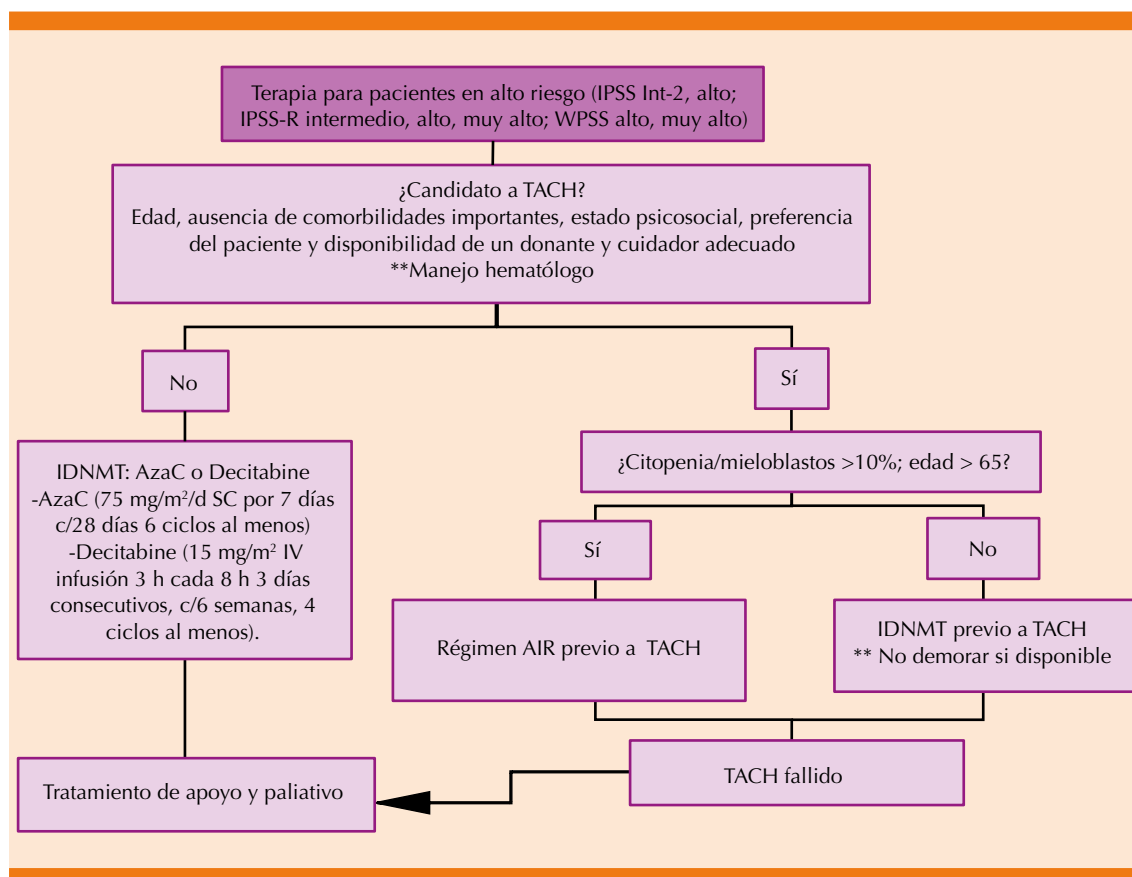 Terapia para pacientes en alto riesgo (IPSS Int-2, alto;
IPSS-R intermedio, alto, muy alto; WPSS alto, muy alto)
¿Candidato a TACH?
Edad, ausencia de comorbilidades importantes, estado psicosocial, preferencia
del paciente y disponibilidad de un donante y cuidador adecuado
**Manejo hematólogo
No
Sí
IDNMT: AzaC o Decitabine
-AzaC (75 mg/m²/d SC por 7 días
c/28 días 6 ciclos al menos)
-Decitabine (15 mg/m² IV
infusión 3 h cada 8 h 3 días
consecutivos, c/6 semanas, 4
ciclos al menos).
¿Citopenia/mieloblastos >10%; edad > 65?
Sí
No
Régimen AIR previo a TACH
IDNMT previo a TACH
** No demorar si disponible
TACH fallido
Tratamiento de apoyo y paliativo